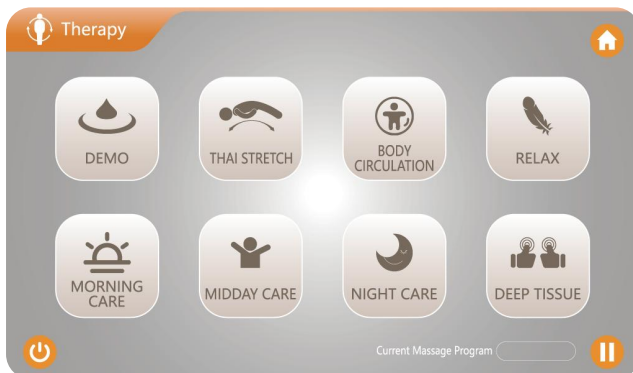 Therapy
DEMO
THAI STRETCH
BODY
CIRCULATION
RELAX
MORNING
CARE
MIDDAY CARE
NIGHT CARE
DEEP TISSUE
Current Massage Program